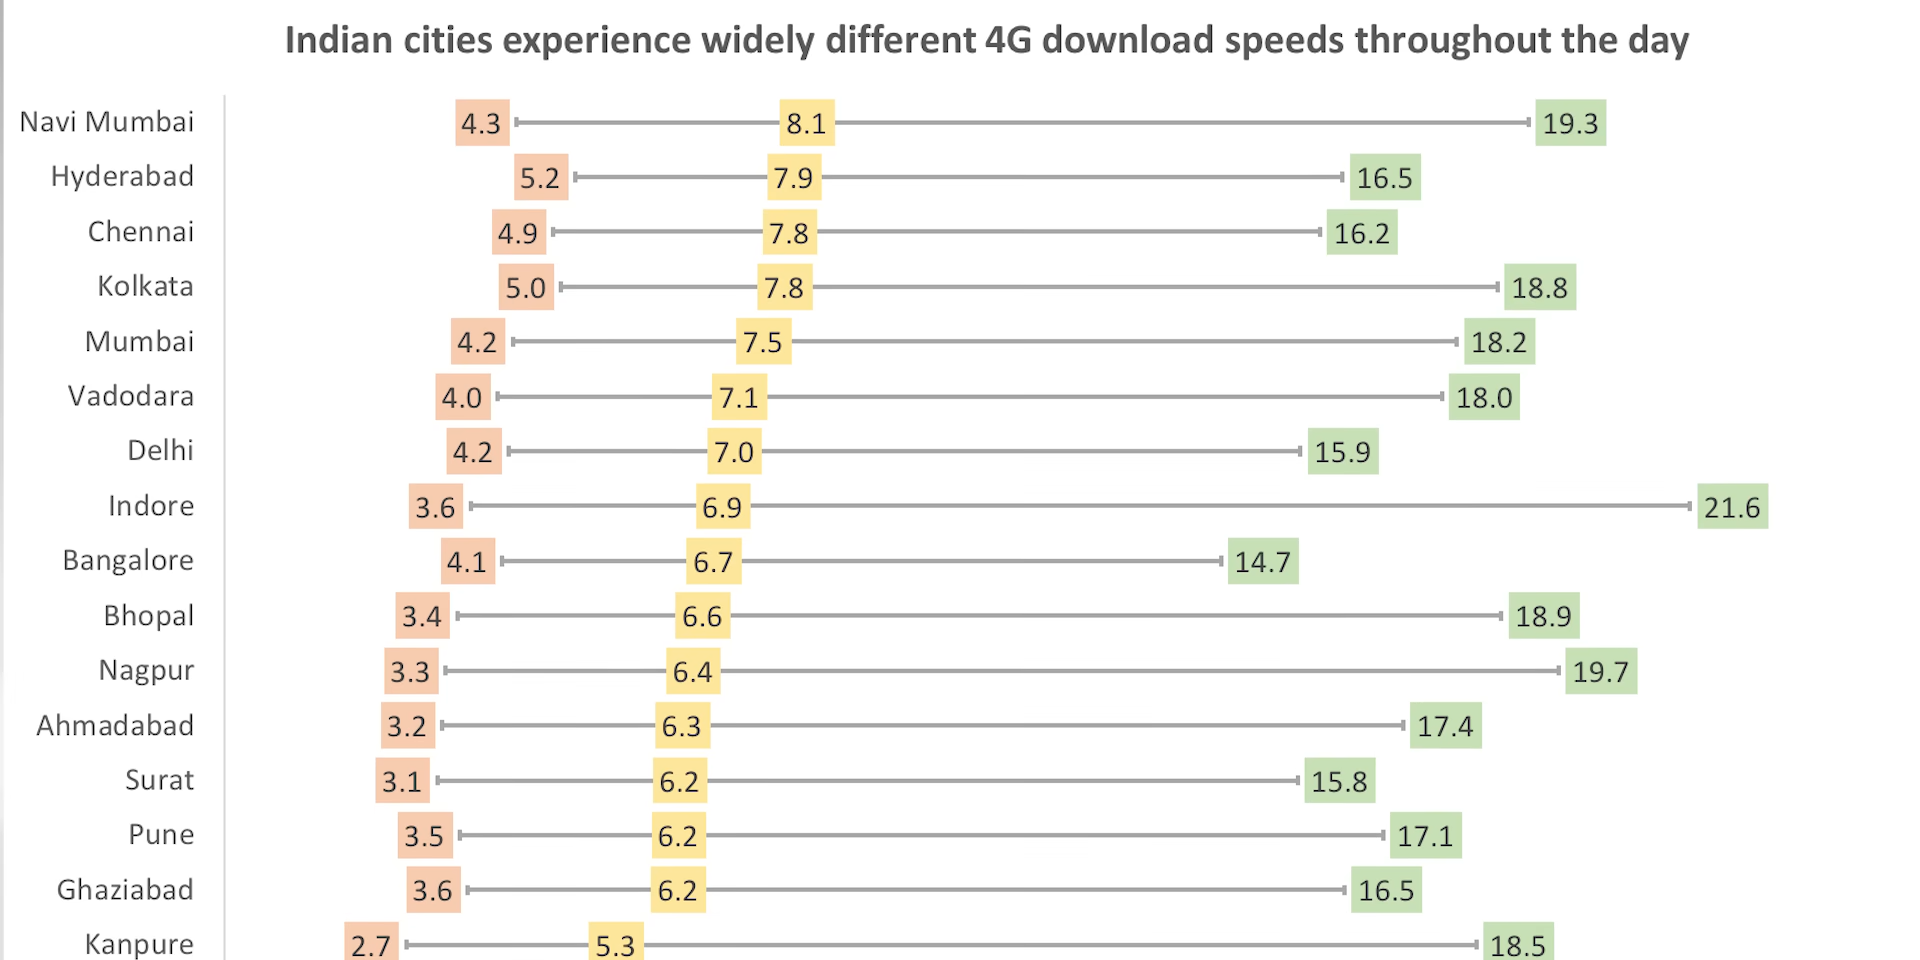 Indian cities experience widely different 4G download speeds throughout the day
Navi Mumbai 4.3 8.1 19.3
Hyderabad 5.2 7.9 16.5
Chennai 4.9 7.8 16.2
Kolkata 5.0 7.8 18.8
Mumbai 4.2 7.5 18.2
Vadodara 4.0 7.1 18.0
Delhi 4.2 7.0 15.9
Indore 3.6 6.9 21.6
Bangalore 4.1 6.7 14.7
Bhopal 3.4 6.6 18.9
Nagpur 3.3 6.4 19.7
Ahmadabad 3.2 6.3 17.4
Surat 3.1 6.2 15.8
Pune 3.5 6.2 17.1
Ghaziabad 3.6 6.2 16.5
Kanpure 2.7 5.3 18.5